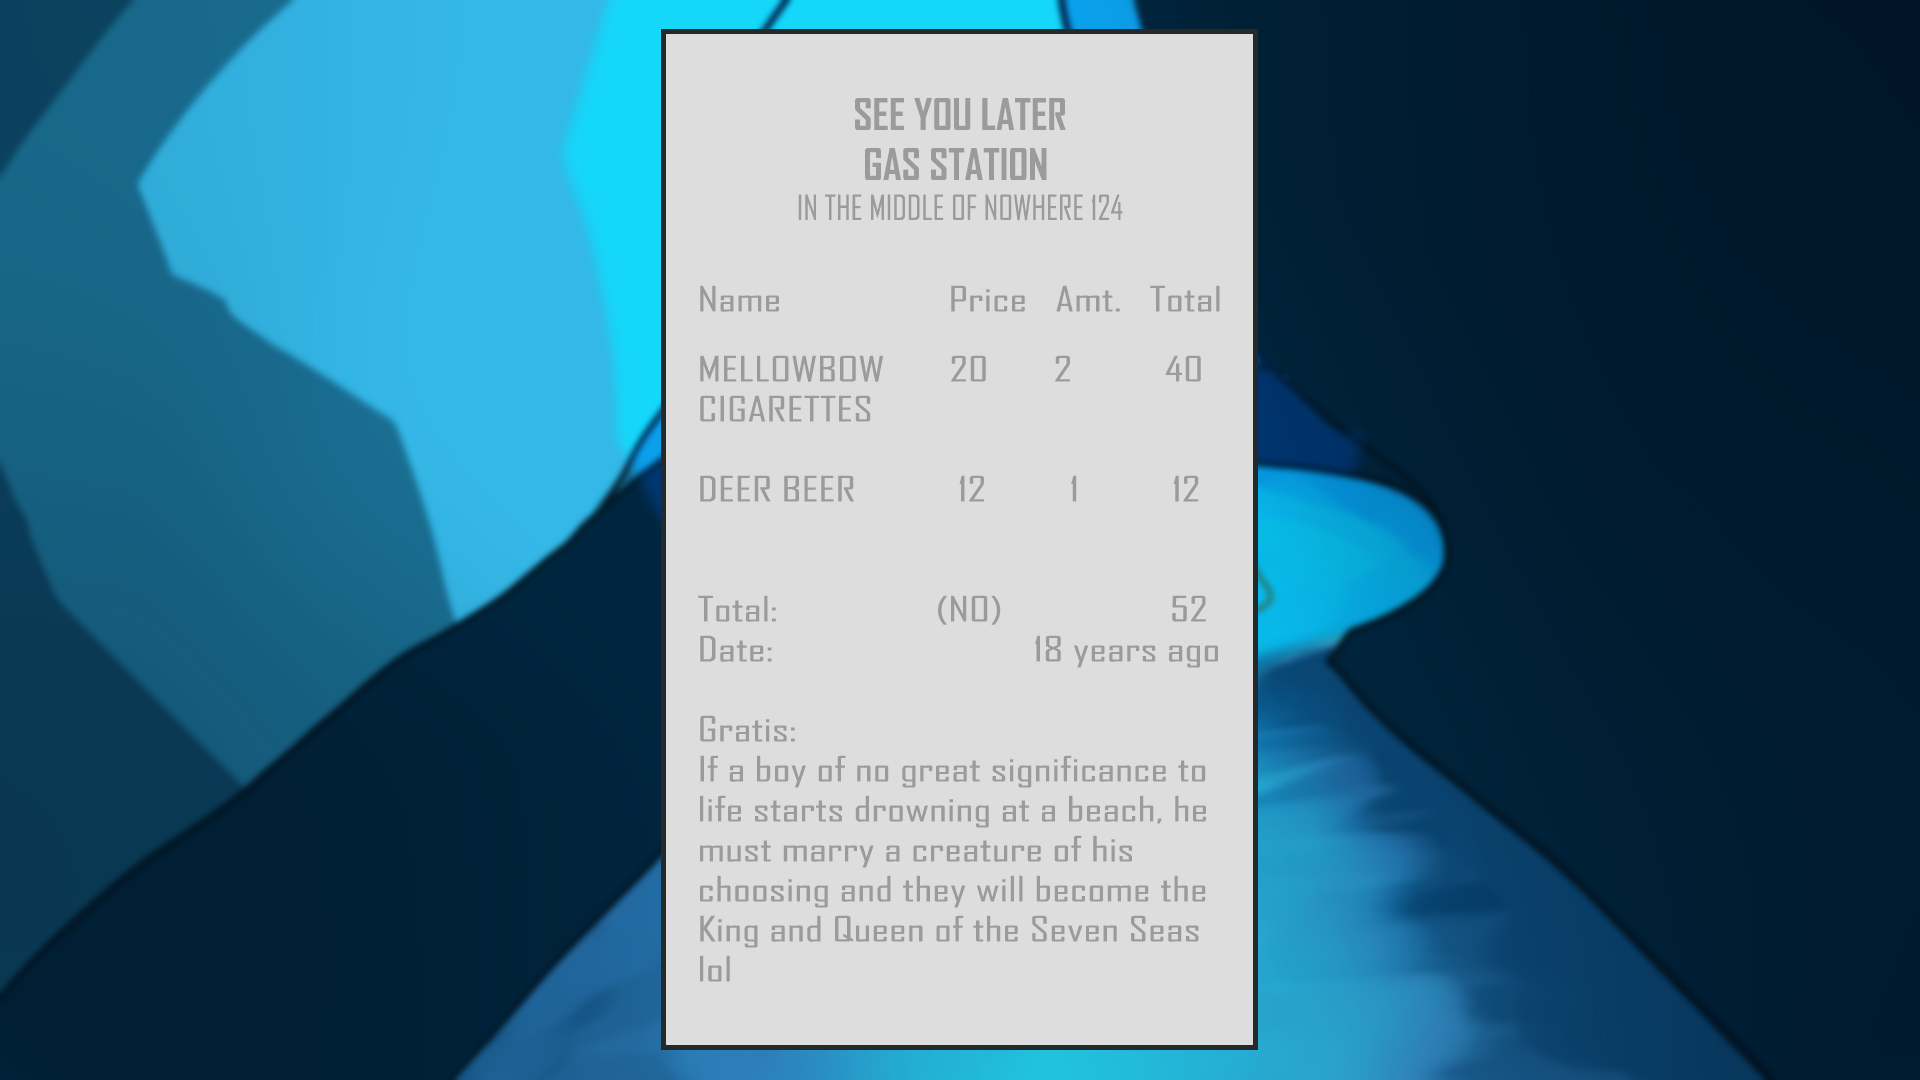 SEE YOU LATER
GAS STATION
IN THE MIDDLE OF NOWHERE 124
Name Price Amt. Total
MELLOWBOW 20 2 40
CIGARETTES
DEER BEER 12 1 12
Total: (NO) 52
Date: 18 years ago
Gratis:
If a boy of no great significance to
life starts drowning at a beach, he
must marry a creature of his
choosing and they will become the
King and Queen of the Seven Seas
lol